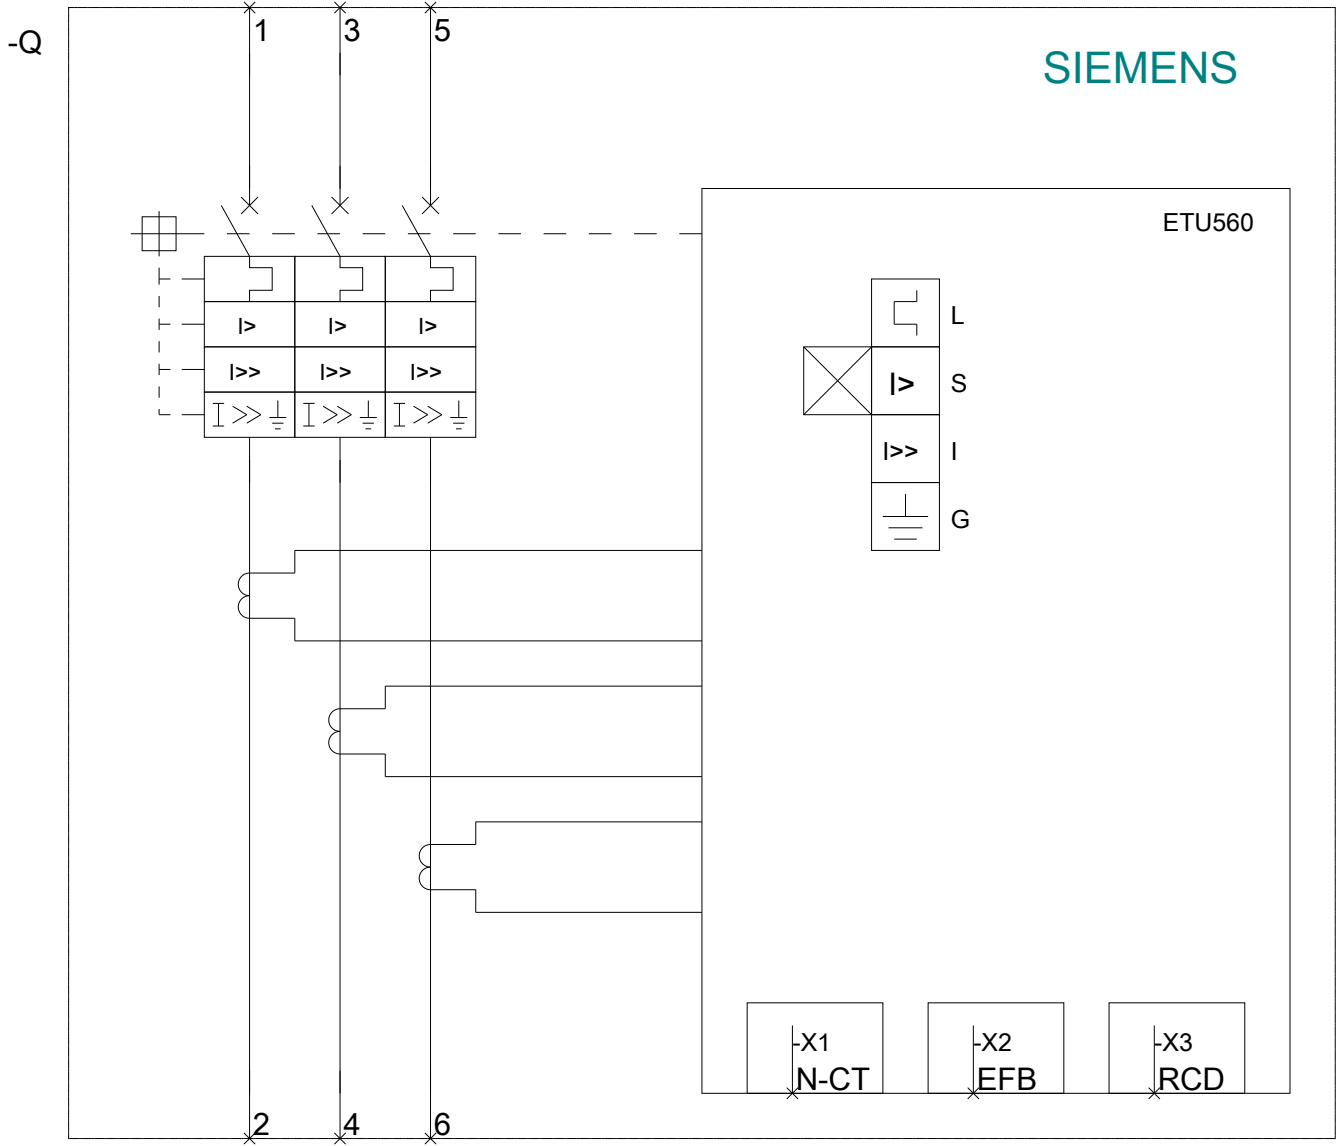 1 3 5
-Q
SIEMENS
ETU560
L
I> I> I>
I>> I>> I>>
I> S
I >> I >> I >>
I>> I
G
-X1 -X2 -X3
N-CT EFB RCD
2 4 6